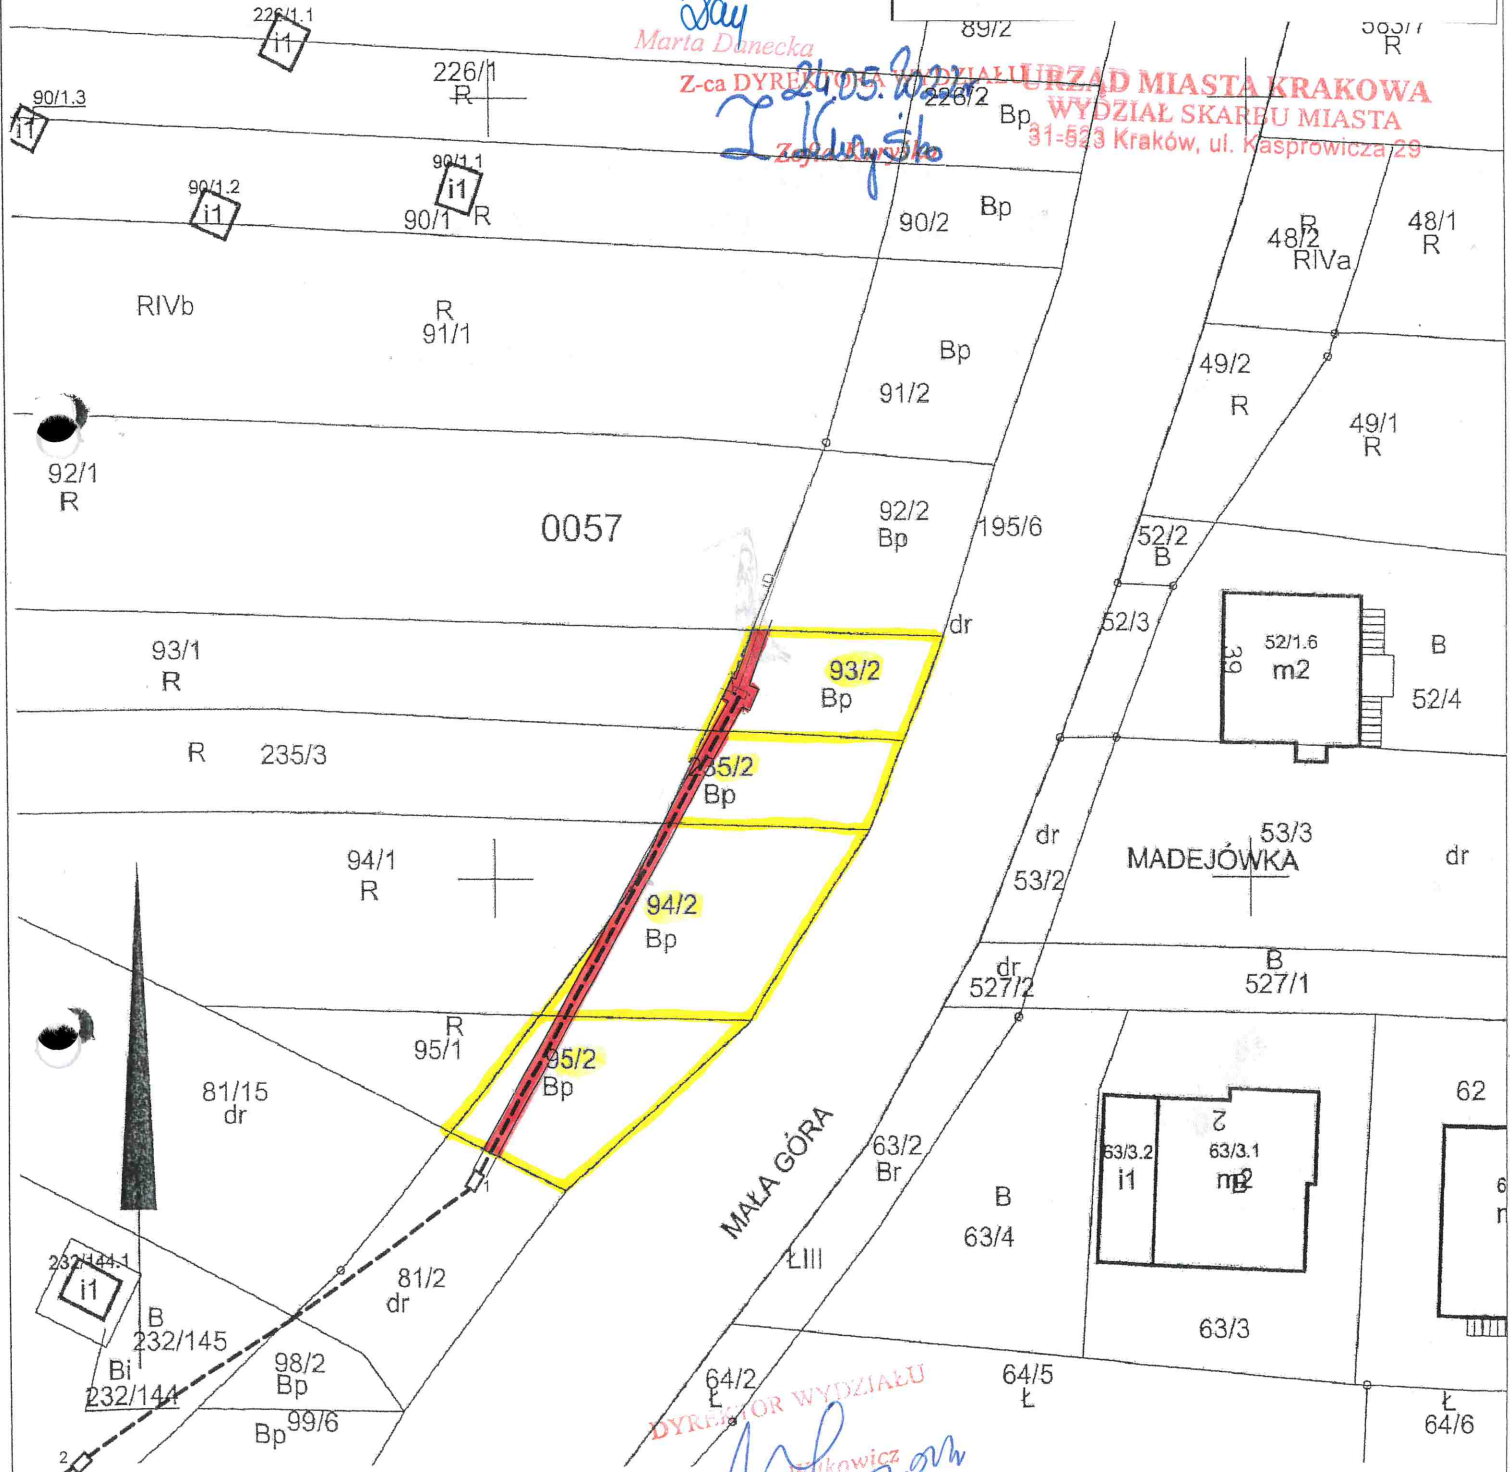 Marta Danecka
Z-ca DYREKTORA WYDZIAŁU
24.05.2022r
URZĄD MIASTA KRAKOWA
WYDZIAŁ SKARBU MIASTA
31-523 Kraków, ul. Kasprowicza 29
226/1.1
i1
89/2
R
226/1
R
226/2
Bp
90/1.3
i1
90/1.2
i1
90/1.1
i1
90/1 R
90/2
Bp
R
48/2
RIVa
48/1
R
RIVb
R
91/1
Bp
91/2
49/2
R
49/1
R
92/1
R
0057
92/2
Bp
195/6
52/2
B
dr
52/3
39
52/1.6
m2
B
52/4
93/1
R
93/2
Bp
R 235/3
235/2
Bp
dr
53/2
MADEJÓWKA
53/3
dr
94/1
R
94/2
Bp
dr
527/2
B
527/1
R
95/1
95/2
Bp
81/15
dr
62
MAŁA GÓRA
63/2
Br
63/3.2
i1
2
63/3.1
m2
B
B
63/4
ŁIII
1
232/144.1
i1
81/2
dr
B
232/145
Bi
232/144
98/2
Bp
Bp 99/6
63/3
64/2
Ł
64/5
Ł
Ł
64/6
2
DYREKTOR WYDZIAŁU